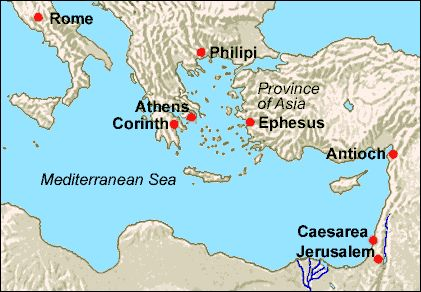 Rome
Philipi
Province
of Asia
Athens
Corinth
Ephesus
Antioch
Mediterranean Sea
Caesarea
Jerusalem